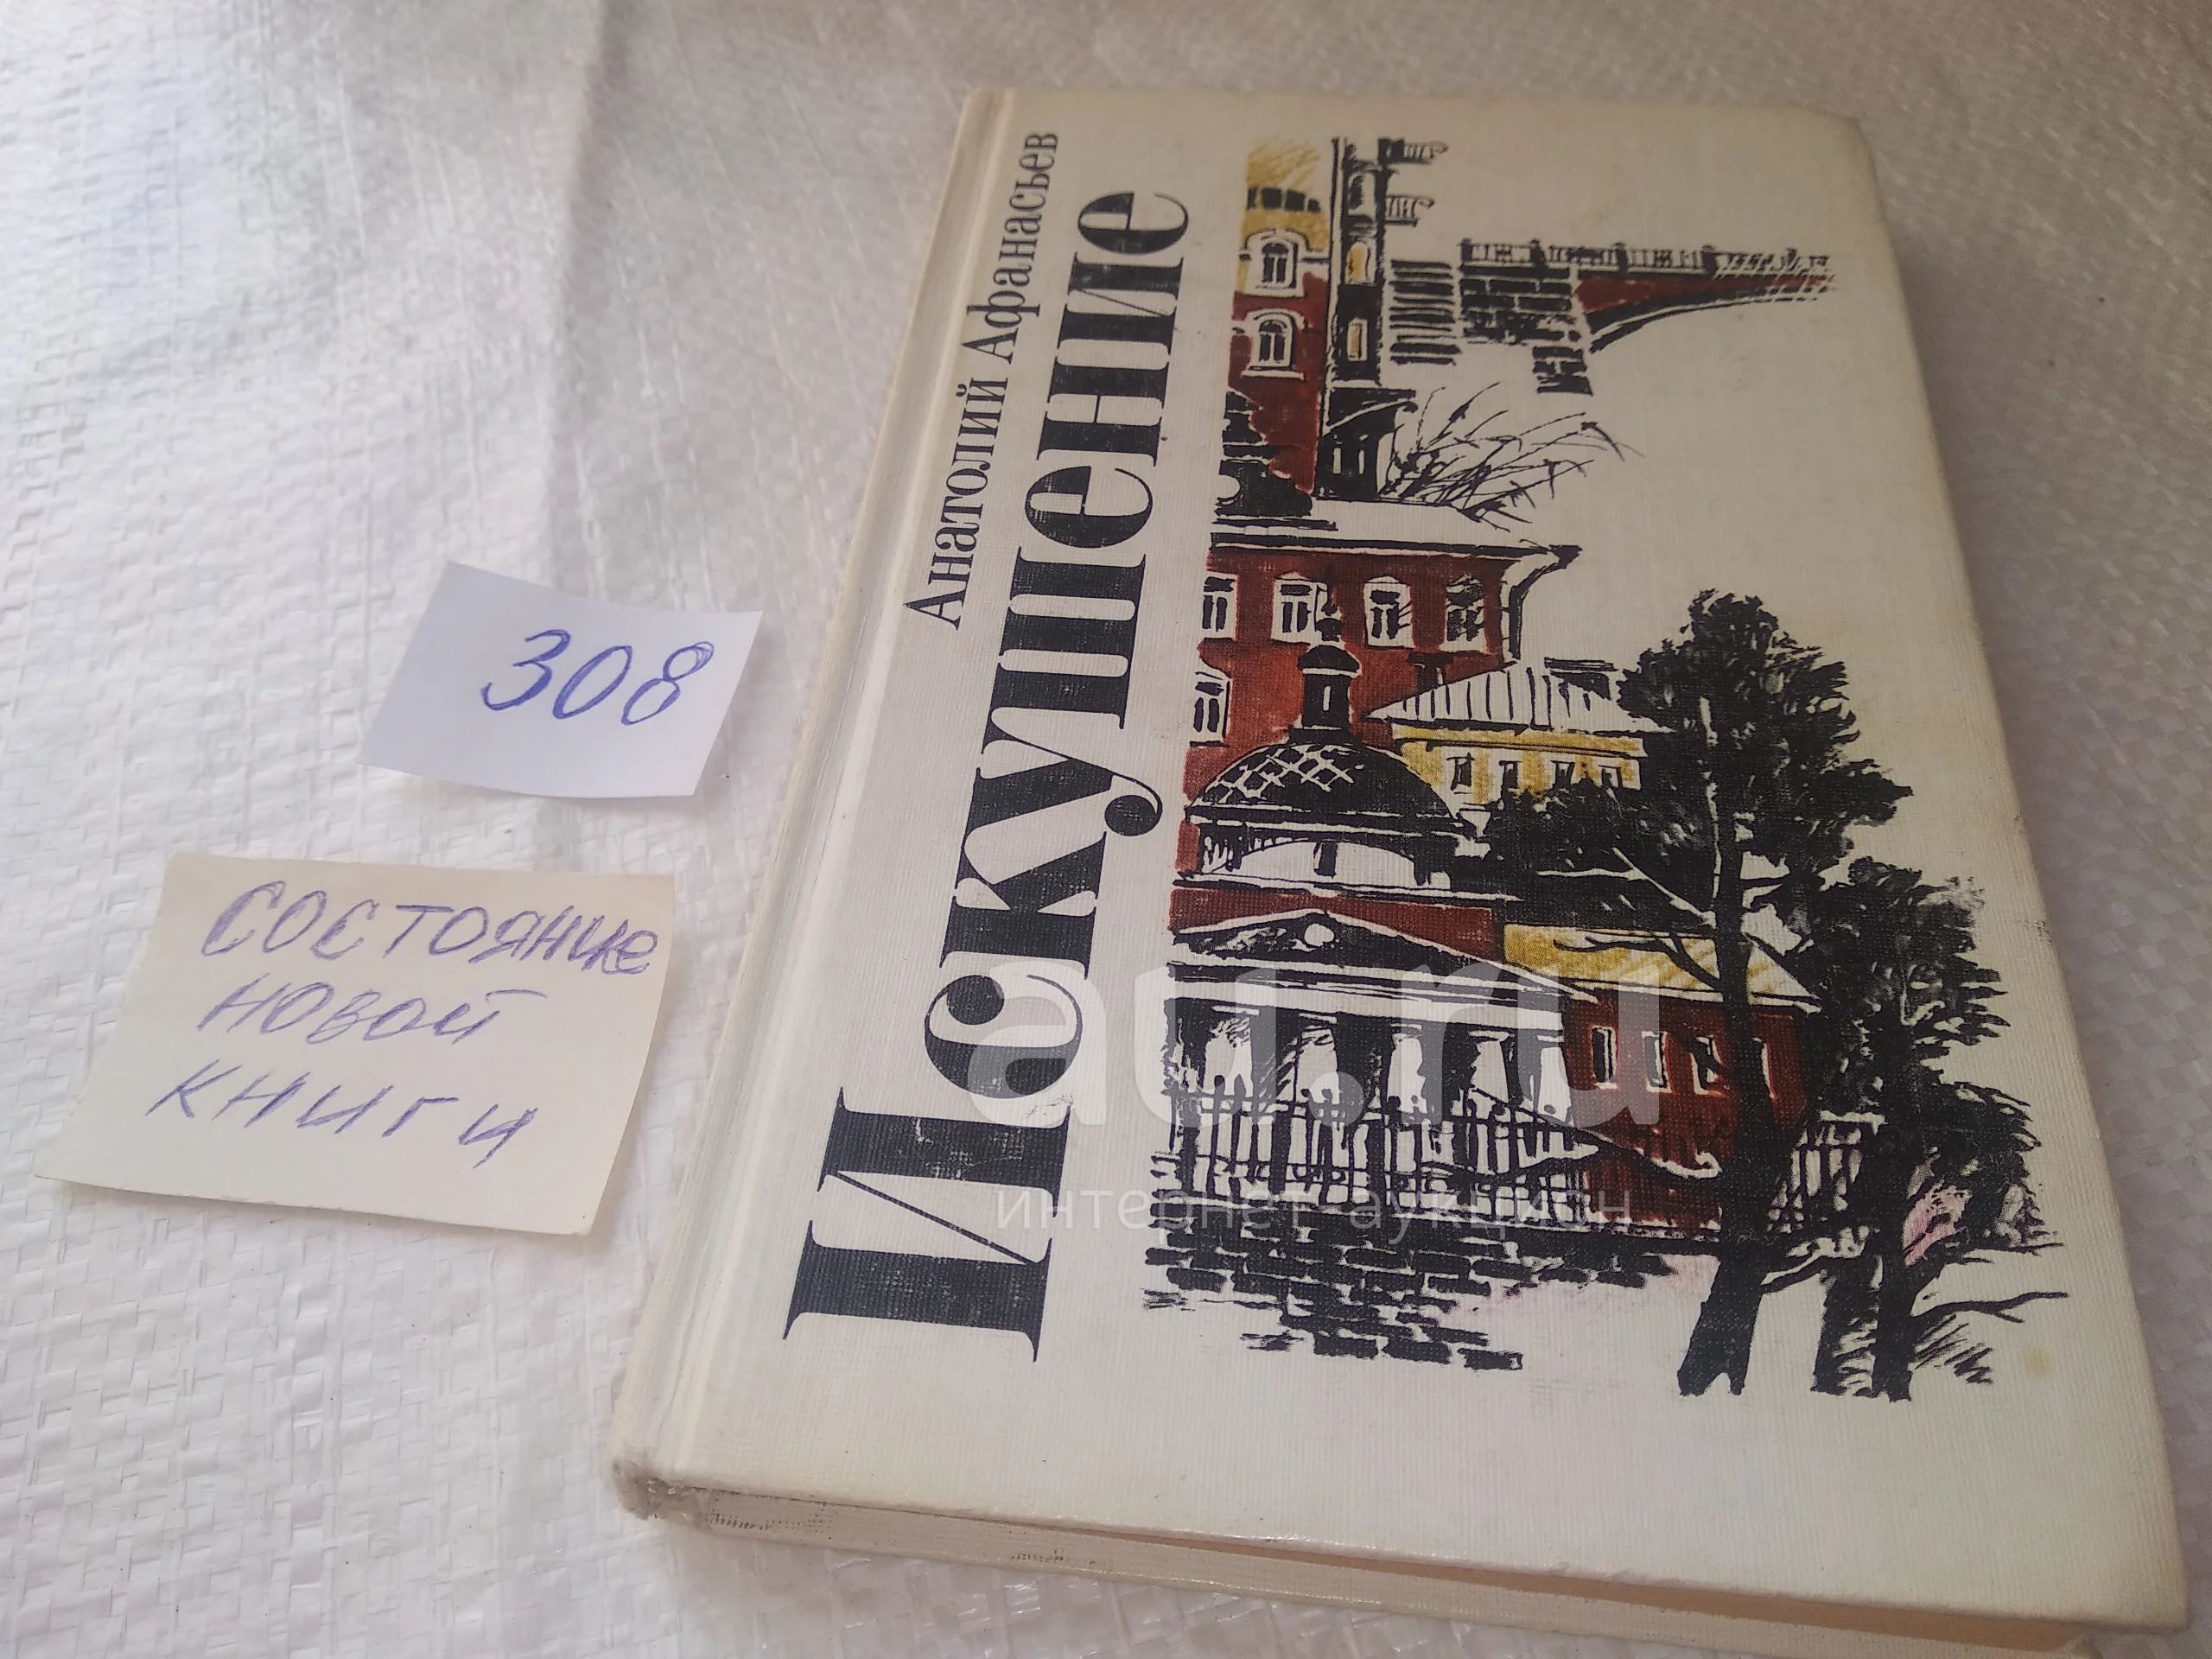 Анатолий Афанасьев
Искушение
308
СОСТОЯНИЕ
НОВОЙ
КНИГИ
au.ru
интернет аукцион